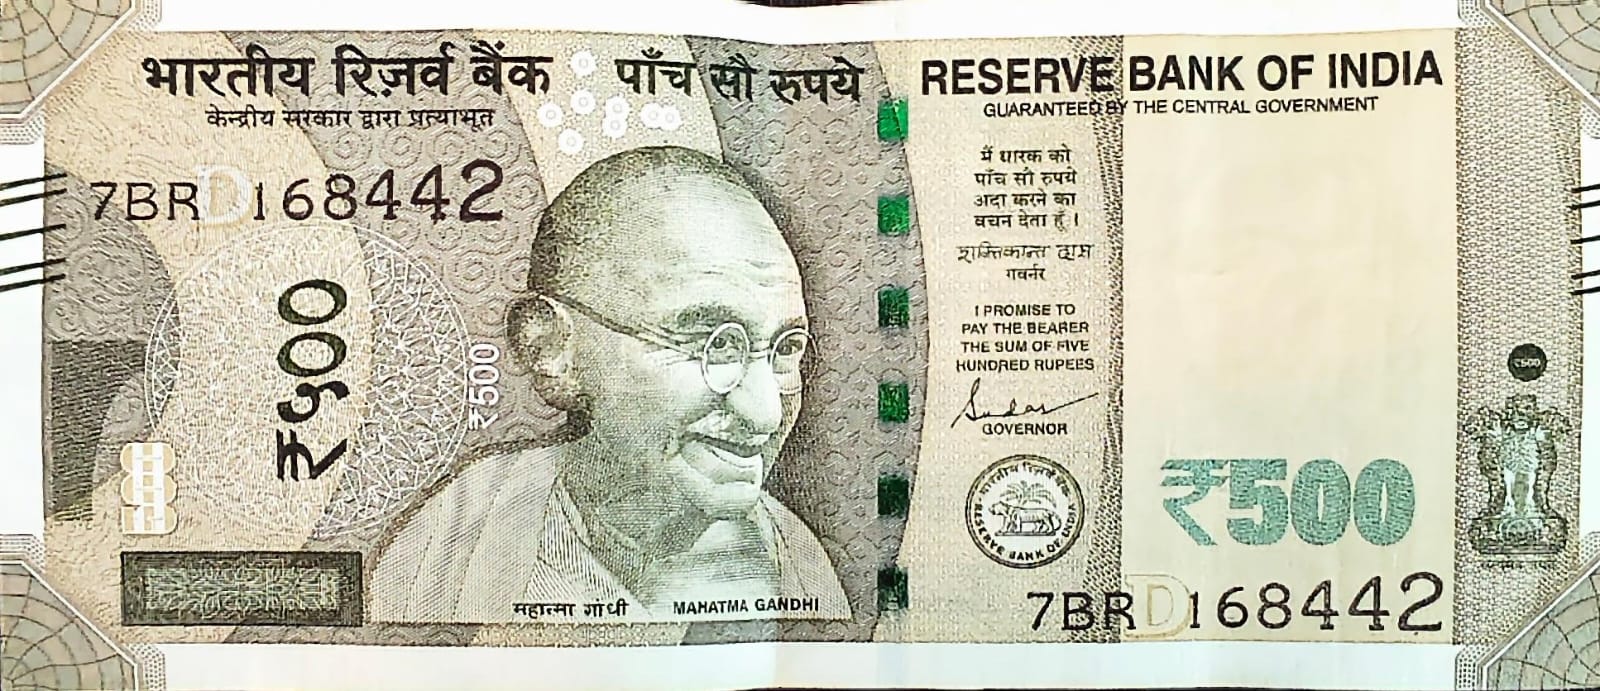 भारतीय रिज़र्व बैंक
केन्द्रीय सरकार द्वारा प्रत्याभूत
पाँच सौ रुपये
RESERVE BANK OF INDIA
GUARANTEED BY THE CENTRAL GOVERNMENT
7BR D 168442
₹५००
₹500
मैं धारक को
पाँच सौ रुपये
अदा करने का
वचन देता हूँ ।
शक्तिकान्त दास
गवर्नर
I PROMISE TO
PAY THE BEARER
THE SUM OF FIVE
HUNDRED RUPEES
GOVERNOR
भारतीय रिज़र्व बैंक
RESERVE BANK OF INDIA
₹500
₹500
सत्यमेव जयते
महात्मा गांधी
MAHATMA GANDHI
7BR D 168442